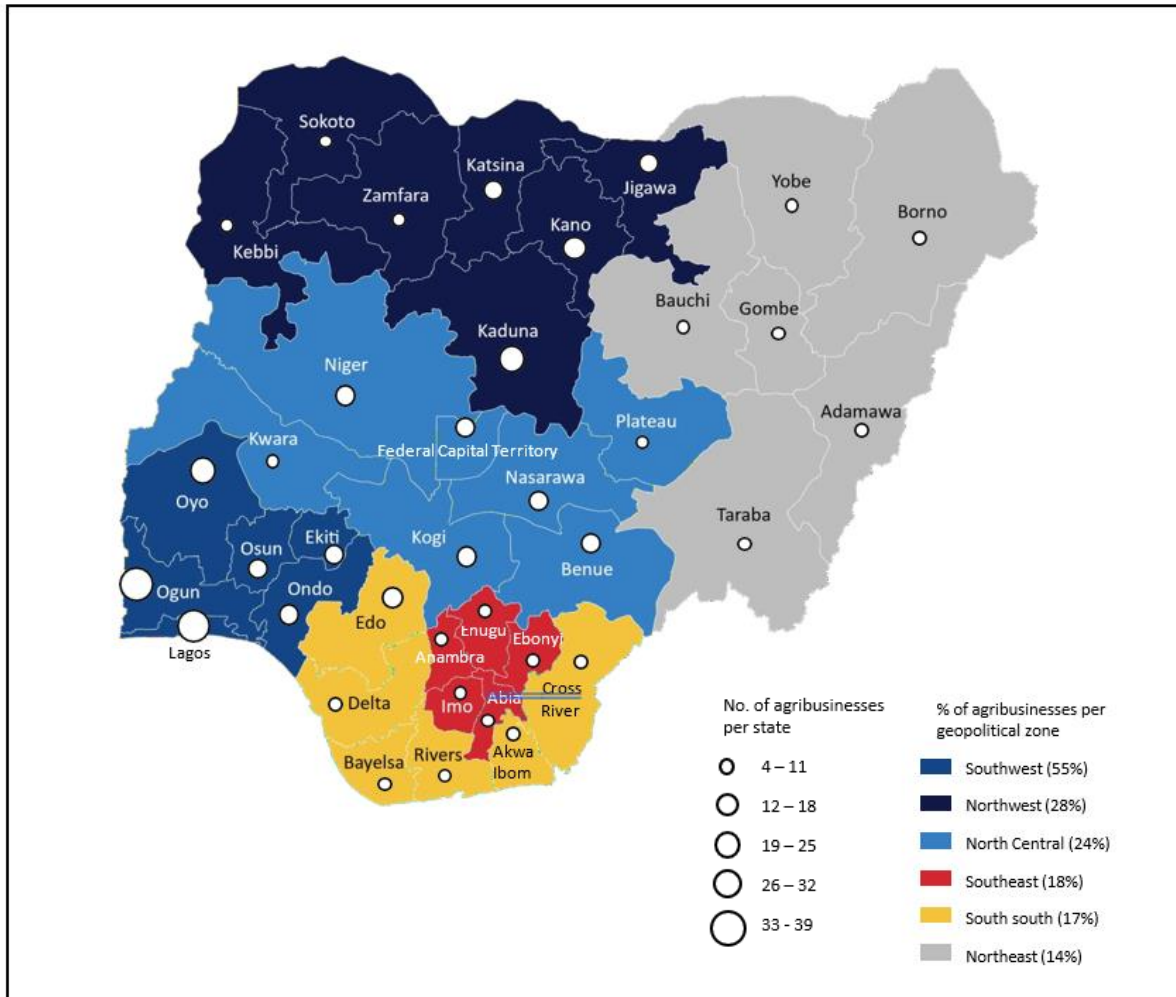 Sokoto
Katsina
Zamfara
Jigawa
Yobe
Kano
Borno
Kebbi
Bauchi
Gombe
Kaduna
Niger
Adamawa
Plateau
Kwara
Federal Capital Territory
Nasarawa
Oyo
Taraba
Kogi
Ekiti
Osun
Benue
Ogun
Ondo
Edo
Enugu
Ebonyi
Lagos
Anambra
Cross
River
Abia
Imo
Delta
Rivers
Akwa
Ibom
Bayelsa
No. of agribusinesses
per state
4 – 11
12 – 18
19 – 25
26 – 32
33 - 39
% of agribusinesses per
geopolitical zone
Southwest (55%)
Northwest (28%)
North Central (24%)
Southeast (18%)
South south (17%)
Northeast (14%)